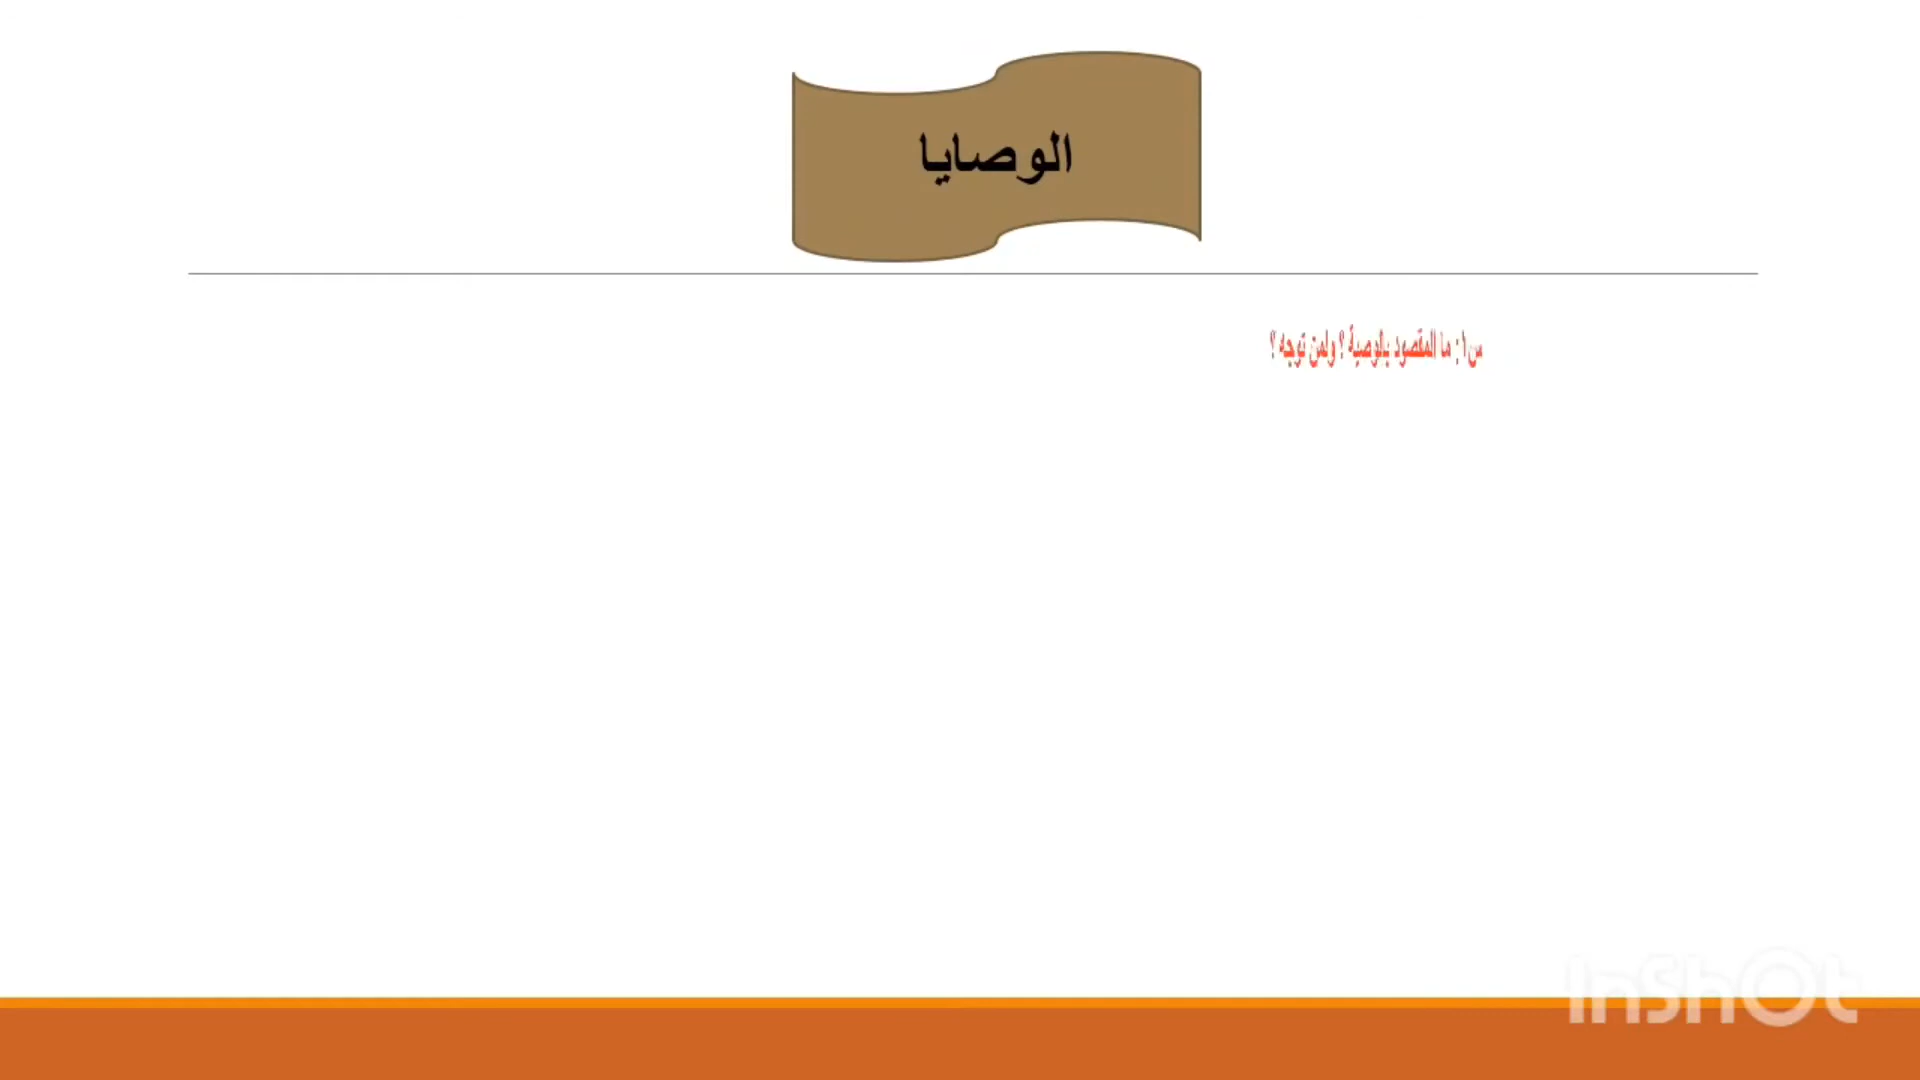 الوصايا
س١: ما المقصود بالوصية ؟ ولمن توجه ؟
InShOt